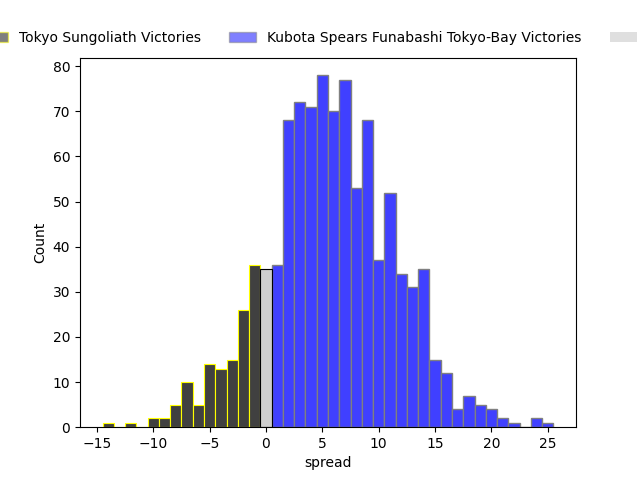 Tokyo Sungoliath Victories Kubota Spears Funabashi Tokyo-Bay Victories
80
70
60
50
40
30
20
10
0
Count
−15 −10 −5 0 5 10 15 20 25
spread